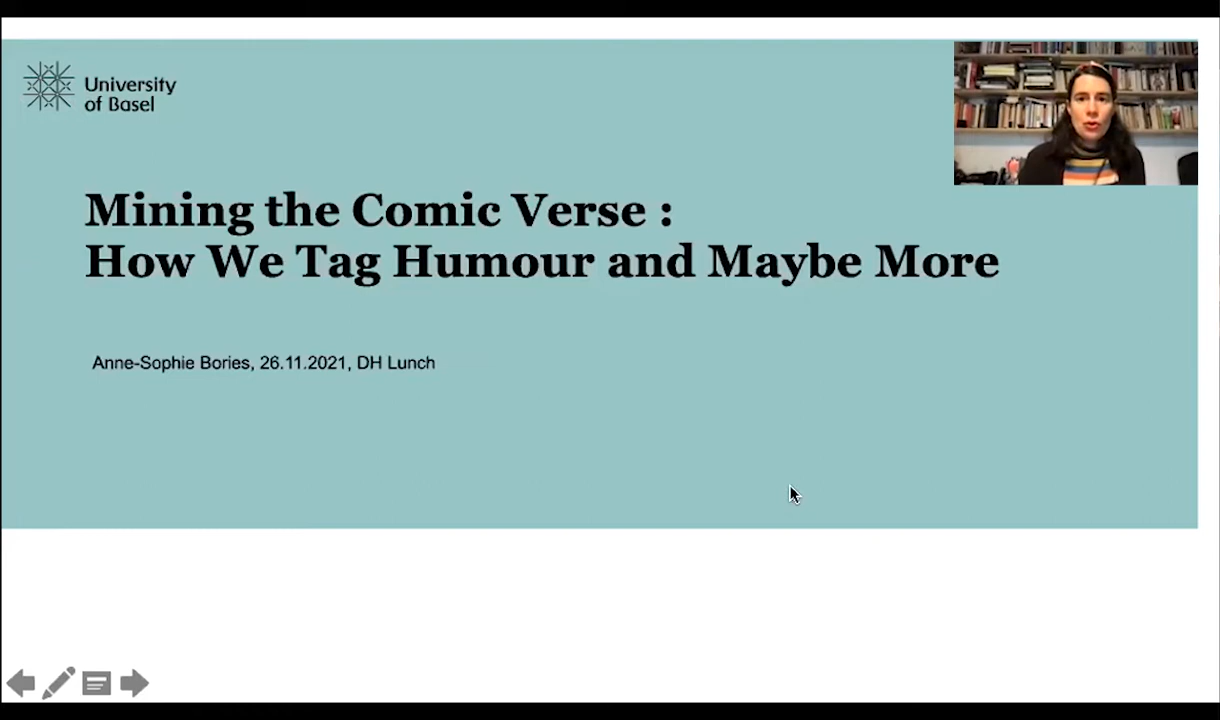 University
of Basel
Mining the Comic Verse :
How We Tag Humour and Maybe More
Anne-Sophie Bories, 26.11.2021, DH Lunch